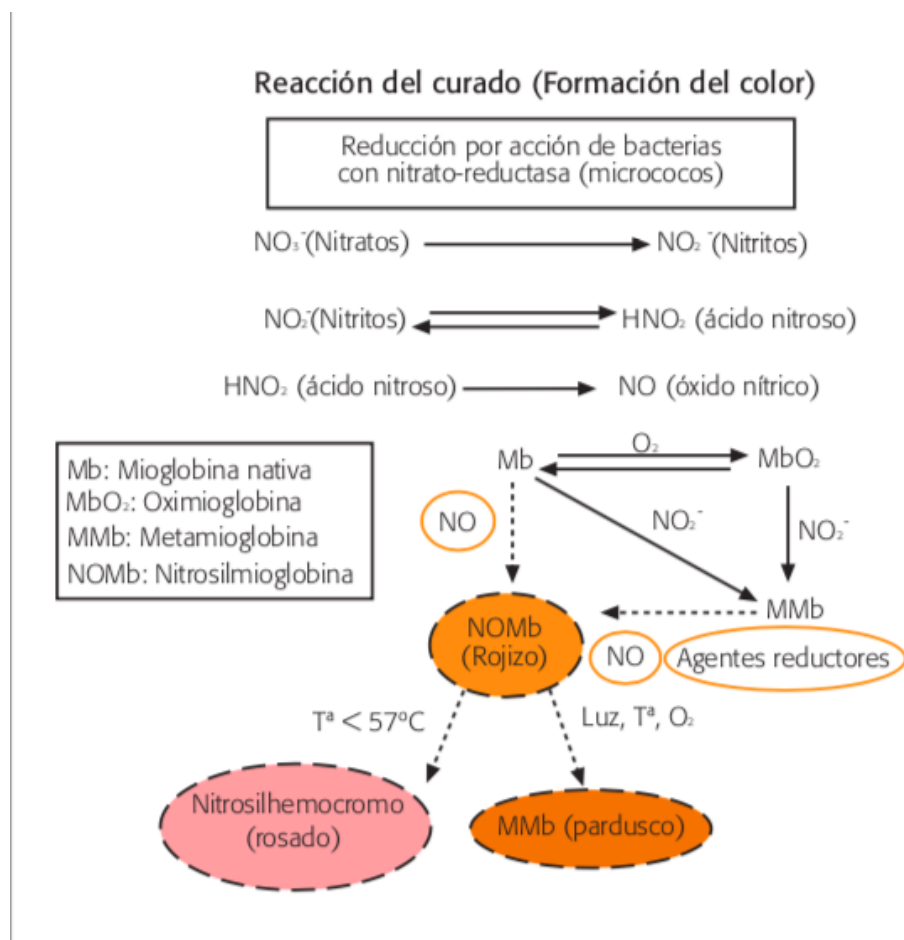 Reacción del curado (Formación del color)
Reducción por acción de bacterias
con nitrato-reductasa (micrococos)
NO₃⁻(Nitratos) NO₂⁻(Nitritos)
NO₂⁻(Nitritos) HNO₂ (ácido nitroso)
HNO₂ (ácido nitroso) NO (óxido nítrico)
Mb: Mioglobina nativa
MbO₂: Oximioglobina
MMb: Metamioglobina
NOMb: Nitrosilmioglobina
Mb O₂ MbO₂
NO NO₂⁻ NO₂⁻
MMb
NOMb
(Rojizo)
NO Agentes reductores
Tª < 57ºC Luz, Tª, O₂
Nitrosilhemocromo
(rosado)
MMb (pardusco)